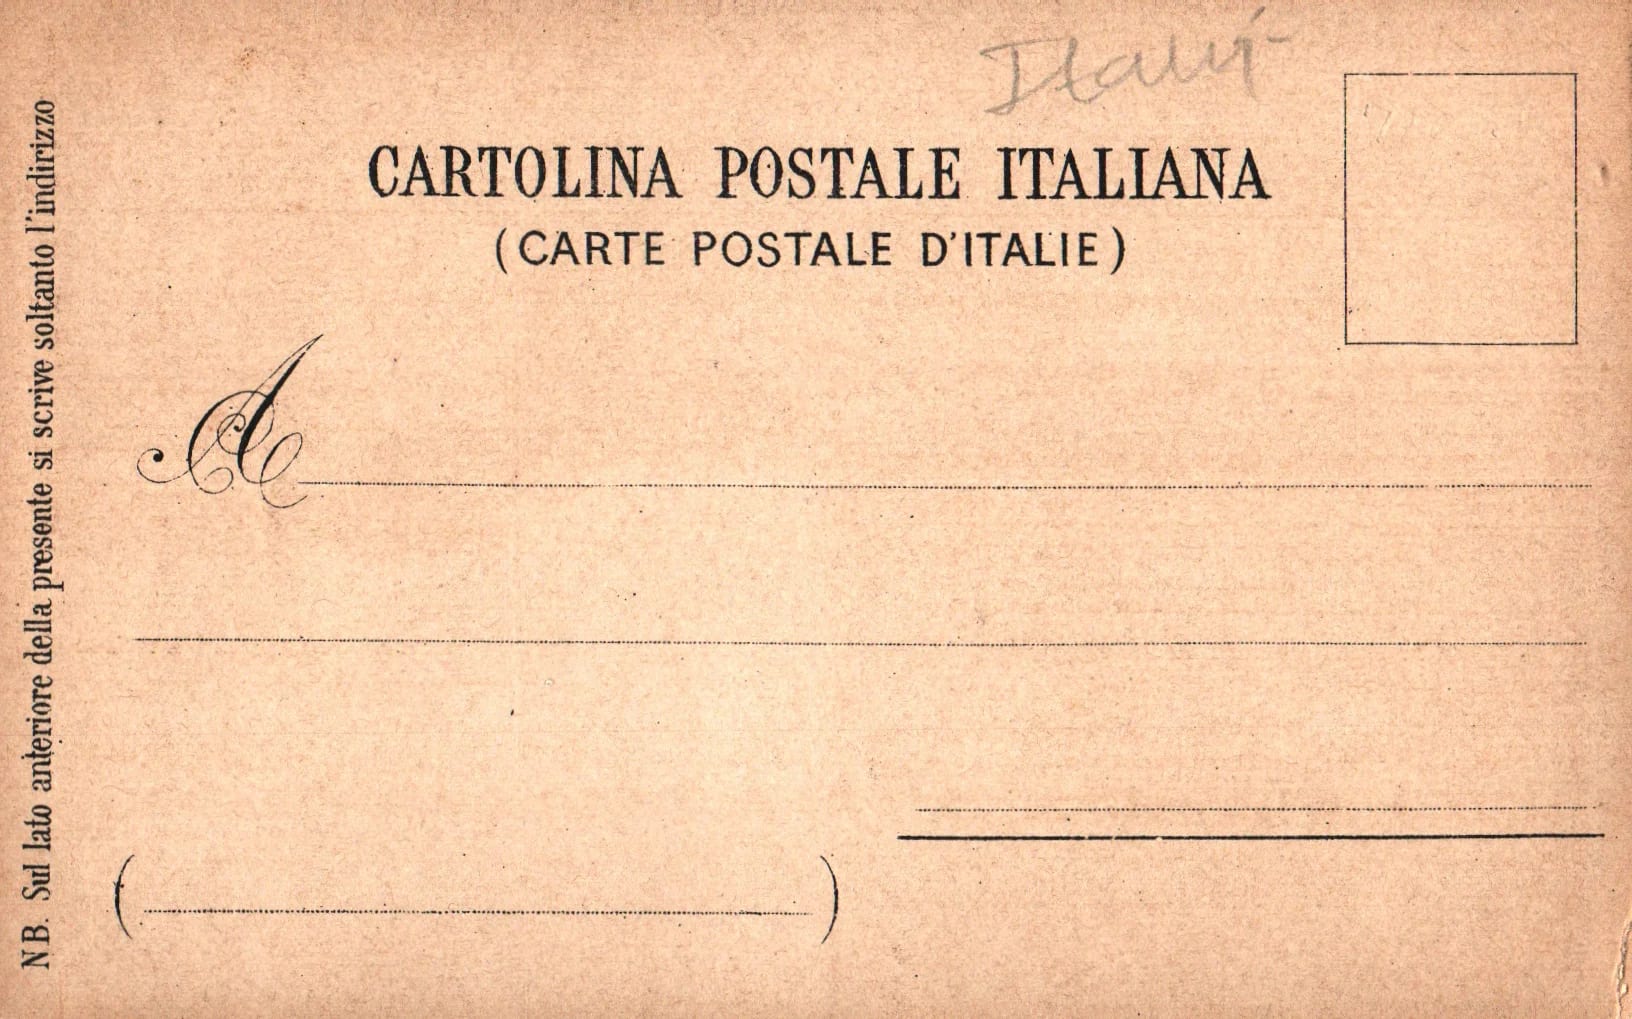 Italy
CARTOLINA POSTALE ITALIANA
(CARTE POSTALE D'ITALIE)
A
( )
NB. Sul lato anteriore della presente si scrive soltanto l'indirizzo